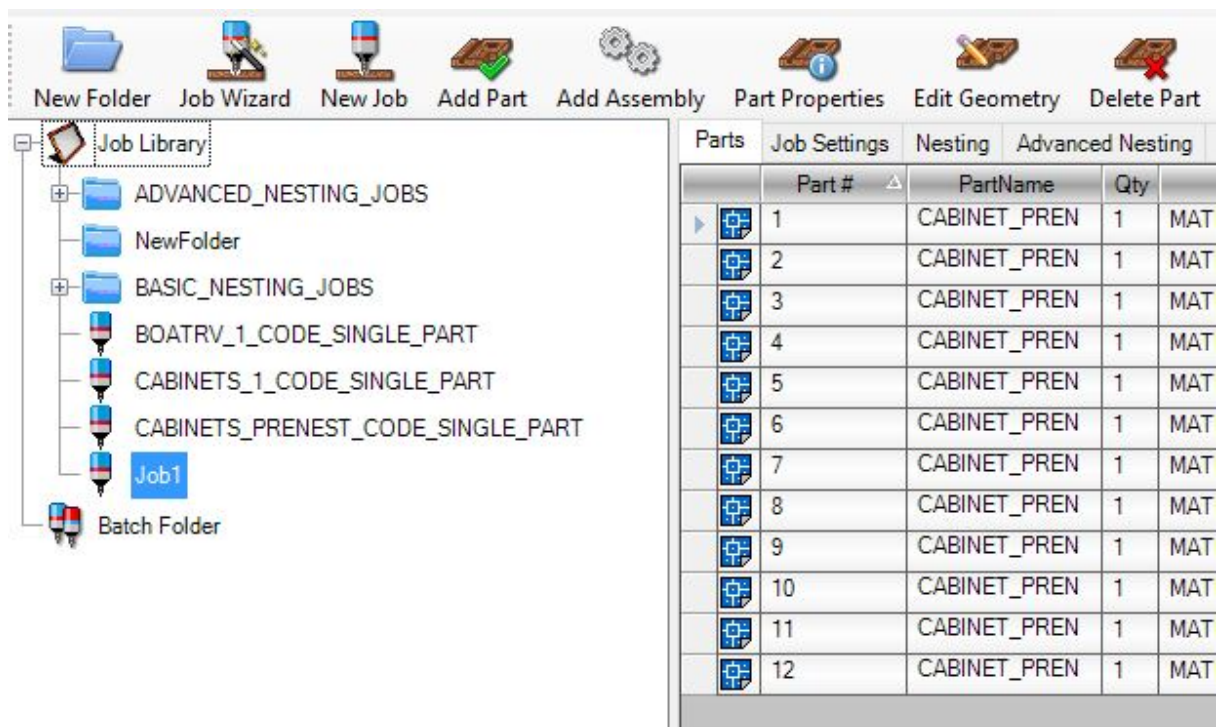 New Folder Job Wizard New Job Add Part Add Assembly Part Properties Edit Geometry Delete Part
Job Library
ADVANCED_NESTING_JOBS
NewFolder
BASIC_NESTING_JOBS
BOATRV_1_CODE_SINGLE_PART
CABINETS_1_CODE_SINGLE_PART
CABINETS_PRENEST_CODE_SINGLE_PART
Job1
Batch Folder
Parts Job Settings Nesting Advanced Nesting
Part # PartName Qty
1 CABINET_PREN 1 MAT
2 CABINET_PREN 1 MAT
3 CABINET_PREN 1 MAT
4 CABINET_PREN 1 MAT
5 CABINET_PREN 1 MAT
6 CABINET_PREN 1 MAT
7 CABINET_PREN 1 MAT
8 CABINET_PREN 1 MAT
9 CABINET_PREN 1 MAT
10 CABINET_PREN 1 MAT
11 CABINET_PREN 1 MAT
12 CABINET_PREN 1 MAT